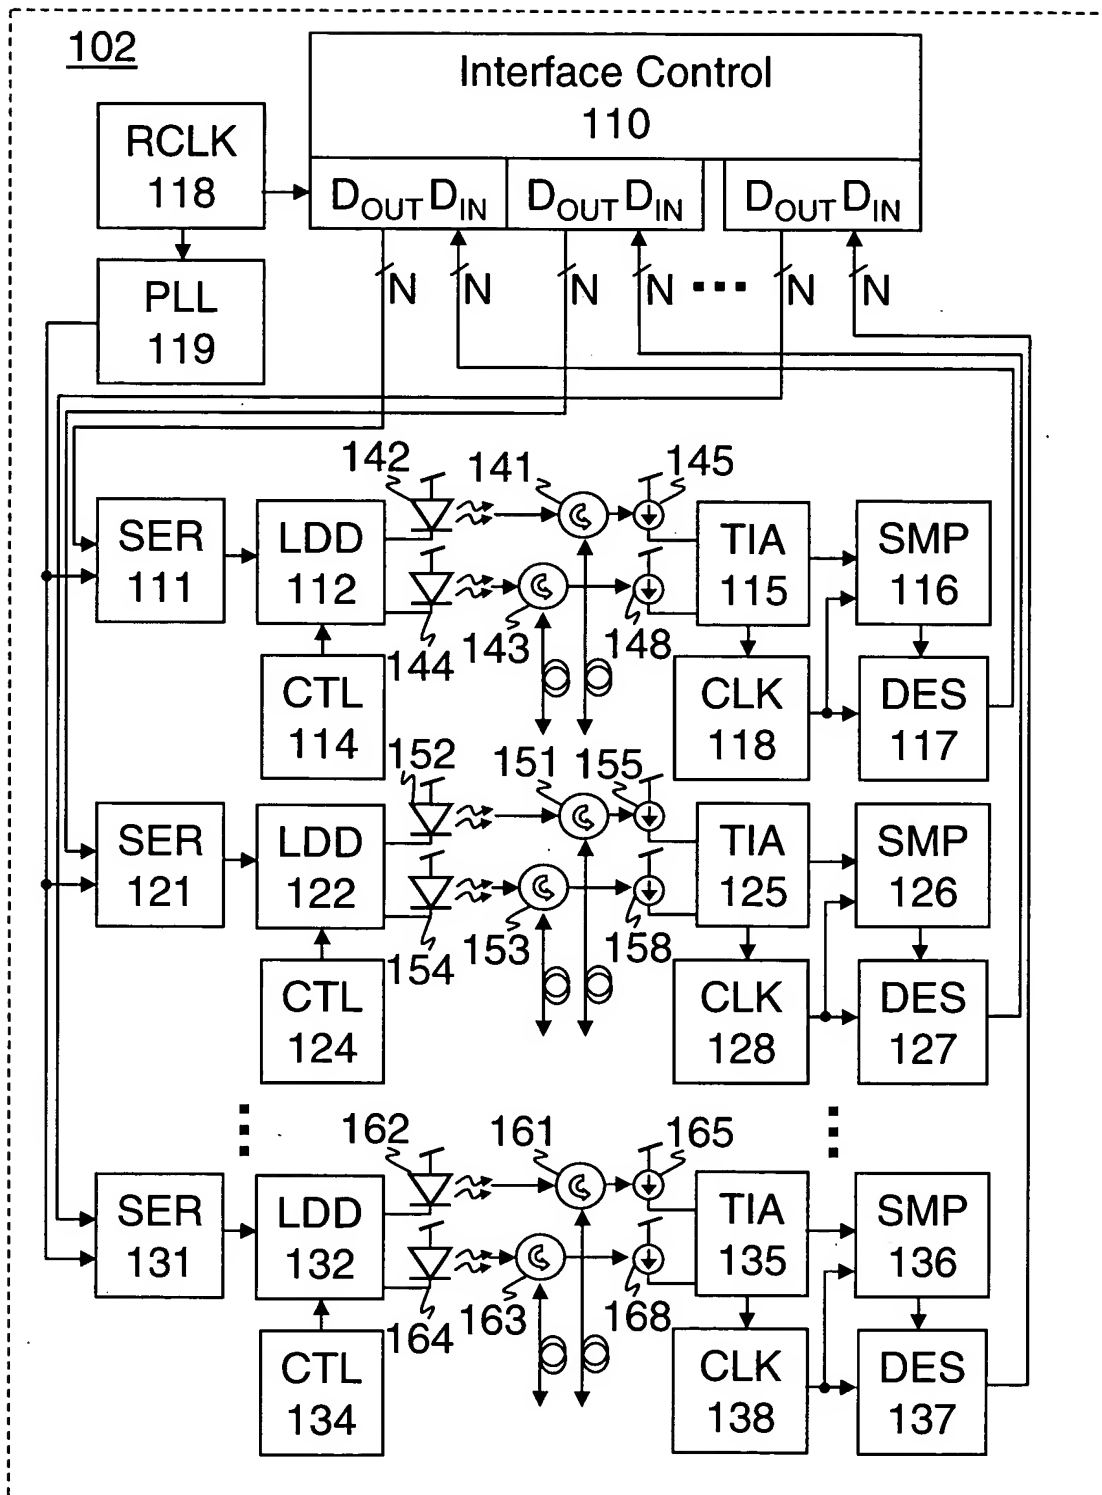 102
Interface Control
110
RCLK
118
DOUT DIN DOUT DIN DOUT DIN
PLL
119
N N N N N N
142 141 145
SER
111
LDD
112
TIA
115
SMP
116
144 143 148
CTL
114
CLK
118
DES
117
152 151 155
SER
121
LDD
122
TIA
125
SMP
126
154 153 158
CTL
124
CLK
128
DES
127
162 161 165
SER
131
LDD
132
TIA
135
SMP
136
164 163 168
CTL
134
CLK
138
DES
137